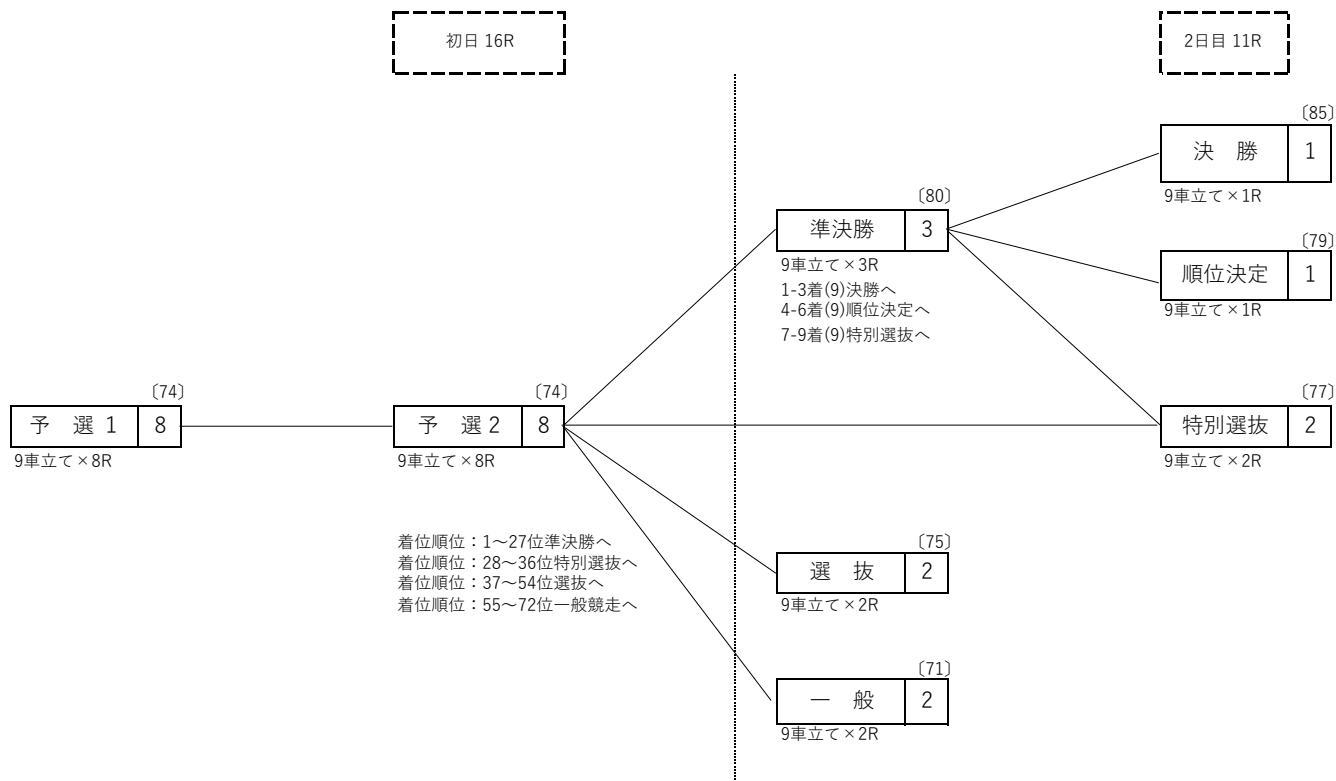 初日 16R
2日目 11R
〔85〕
決　勝 1
9車立て×1R
〔80〕
準決勝 3
9車立て×3R
1-3着(9)決勝へ
4-6着(9)順位決定へ
7-9着(9)特別選抜へ
〔79〕
順位決定 1
9車立て×1R
〔74〕
予　選 1 8
9車立て×8R
〔74〕
予　選 2 8
9車立て×8R
〔77〕
特別選抜 2
9車立て×2R
着位順位：1～27位準決勝へ
着位順位：28～36位特別選抜へ
着位順位：37～54位選抜へ
着位順位：55～72位一般競走へ
〔75〕
選　抜 2
9車立て×2R
〔71〕
一　般 2
9車立て×2R